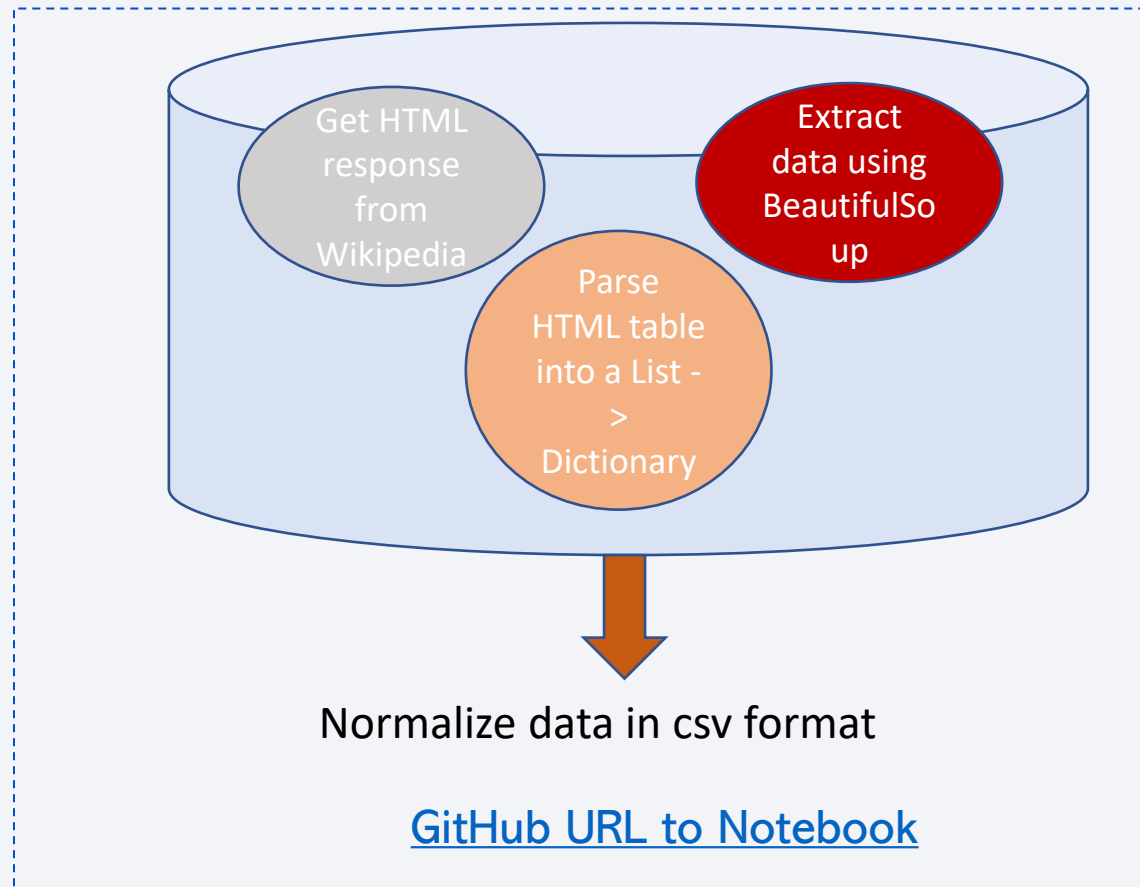 Get HTML
response
from
Wikipedia
Extract
data using
BeautifulSo
up
Parse
HTML table
into a List -
>
Dictionary
Normalize data in csv format
GitHub URL to Notebook